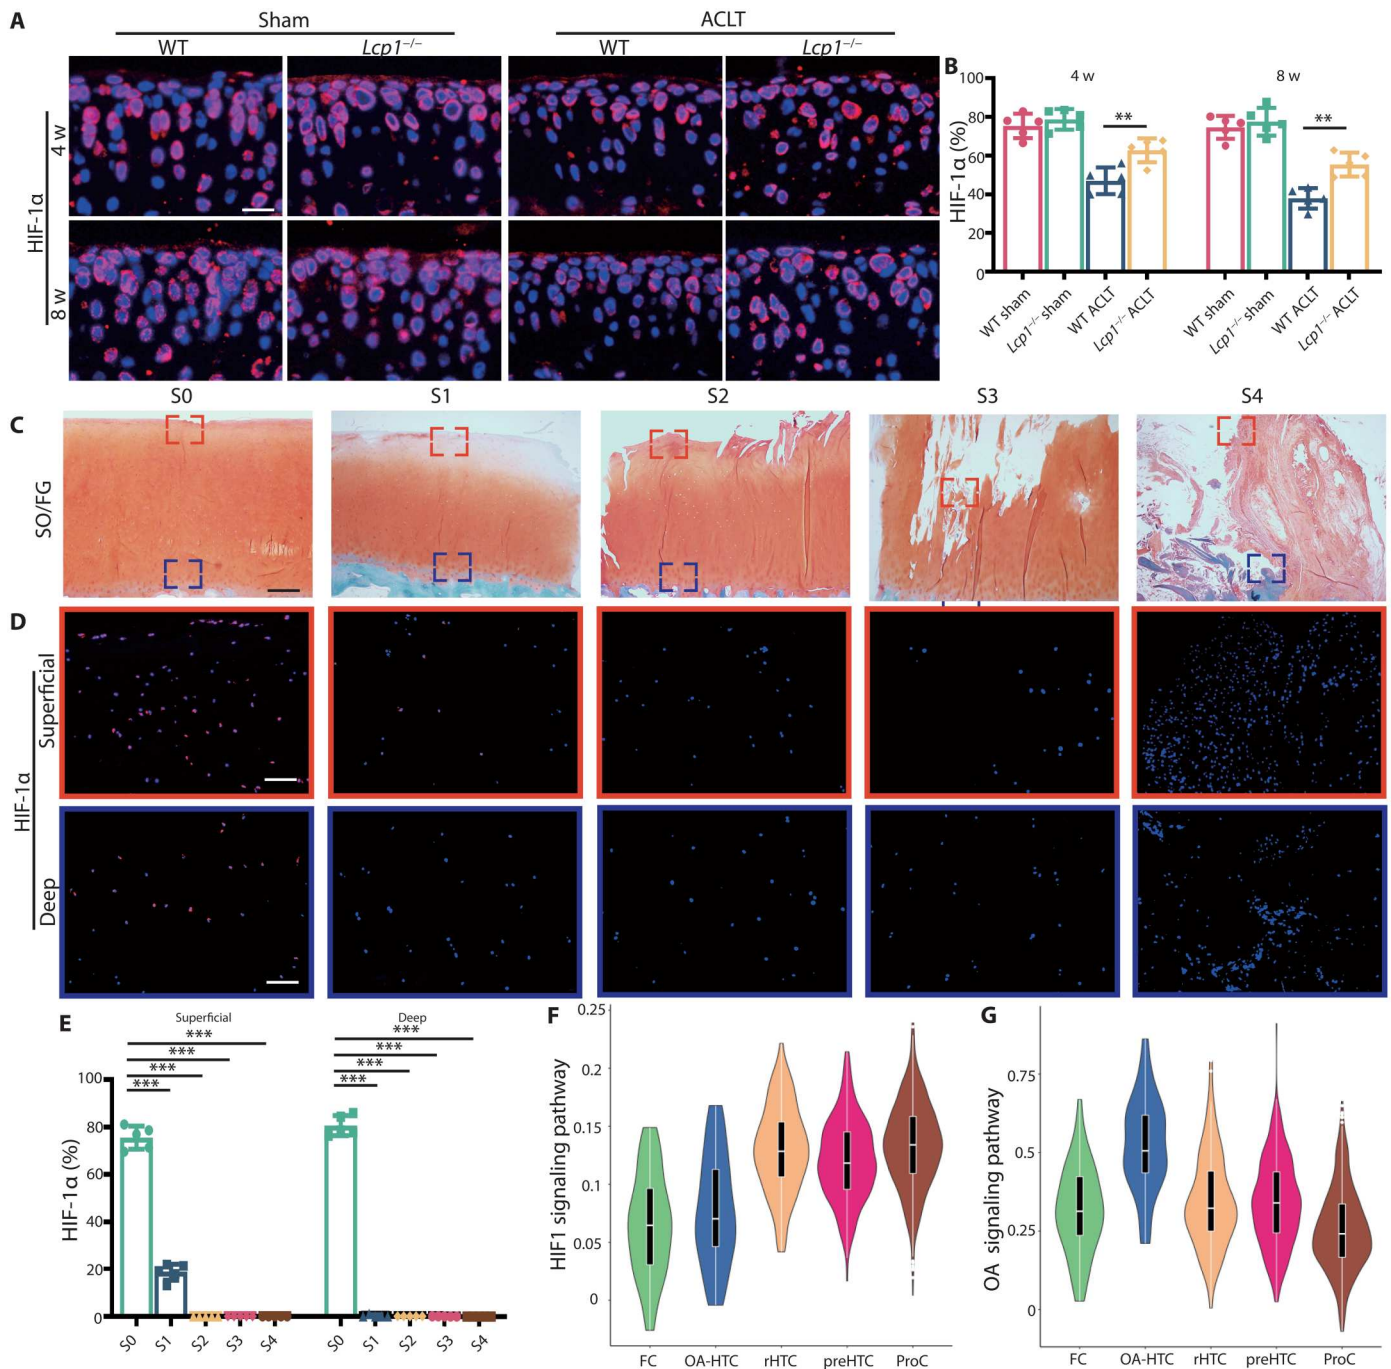 A
Sham
ACLT
WT
Lcp1⁻/⁻
WT
Lcp1⁻/⁻
HIF-1α
4 w
8 w
B
4 w
8 w
HIF-1α (%)
100
80
60
40
20
0
**
**
WT sham
Lcp1⁻/⁻ sham
WT ACLT
Lcp1⁻/⁻ ACLT
WT sham
Lcp1⁻/⁻ sham
WT ACLT
Lcp1⁻/⁻ ACLT
C
S0
S1
S2
S3
S4
SO/FG
D
HIF-1α
Superficial
Deep
E
Superficial
Deep
***
***
***
***
***
***
***
***
HIF-1α (%)
100
80
60
40
20
0
S0
S1
S2
S3
S4
S0
S1
S2
S3
S4
F
HIF1 signaling pathway
0.25
0.2
0.15
0.1
0.05
0
FC
OA-HTC
rHTC
preHTC
ProC
G
OA signaling pathway
0.75
0.5
0.25
0
FC
OA-HTC
rHTC
preHTC
ProC